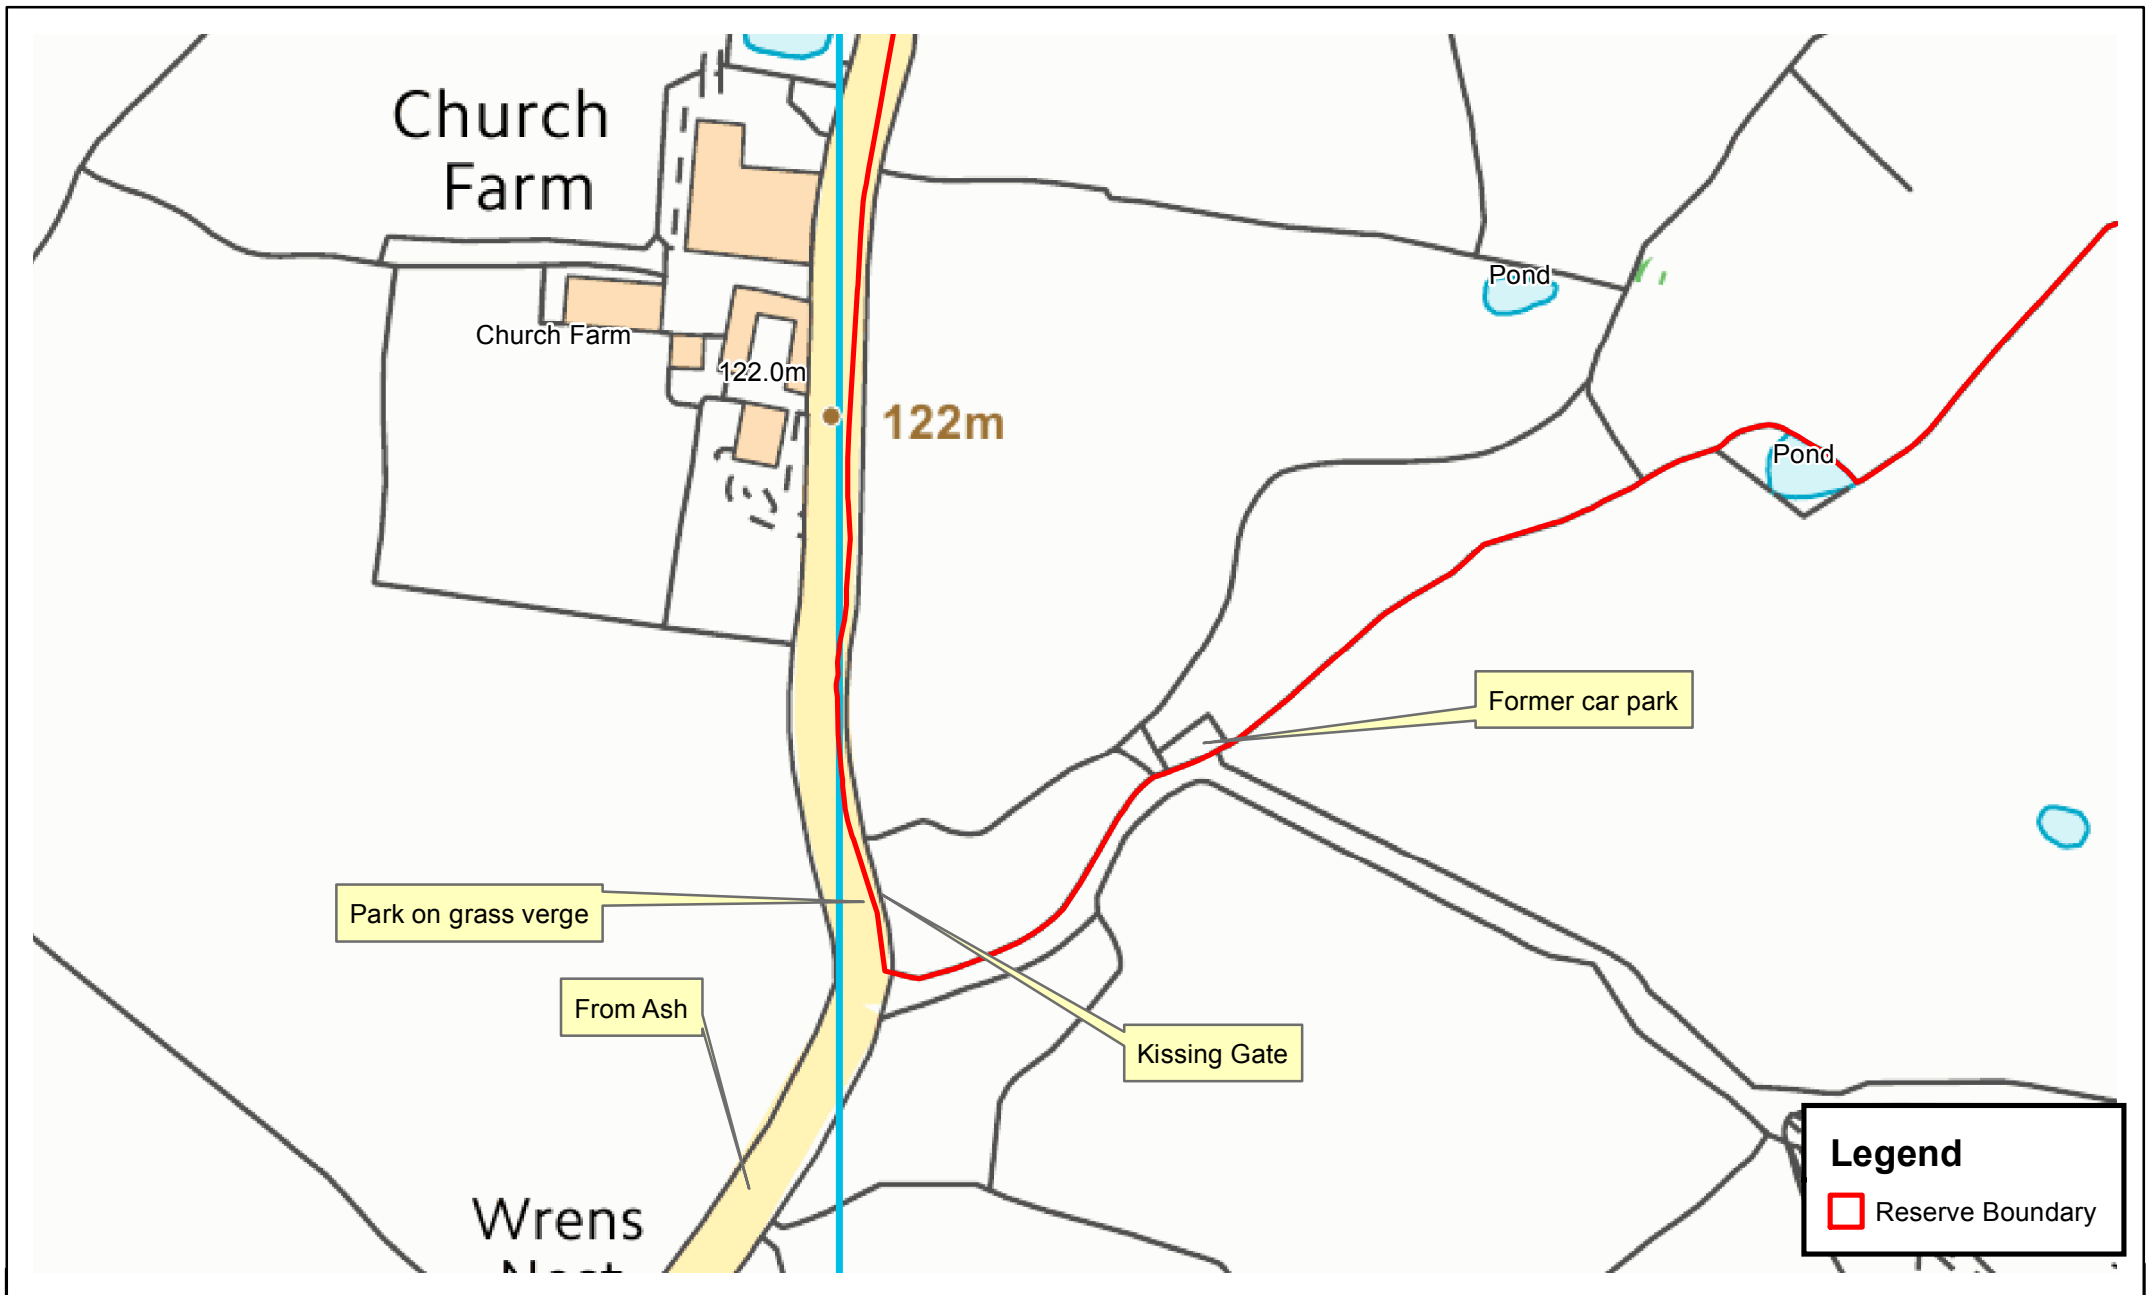 Church
Farm
Pond
Church Farm
122.0m
122m
Pond
Former car park
Park on grass verge
From Ash
Kissing Gate
Legend
Reserve Boundary
Wrens
Nest